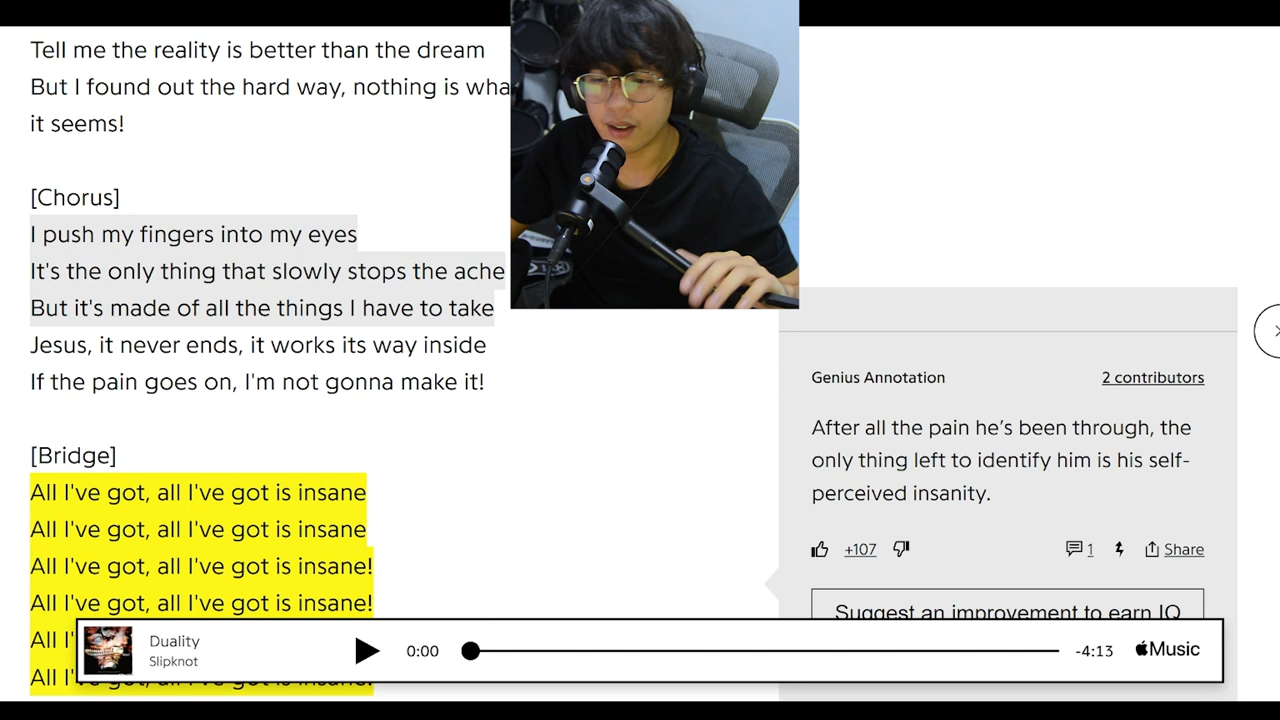 Tell me the reality is better than the dream
But I found out the hard way, nothing is wha
it seems!
[Chorus]
I push my fingers into my eyes
It's the only thing that slowly stops the ache
But it's made of all the things I have to take
Jesus, it never ends, it works its way inside
If the pain goes on, I'm not gonna make it!
[Bridge]
All I've got, all I've got is insane
All I've got, all I've got is insane
All I've got, all I've got is insane!
All I've got, all I've got is insane!
Genius Annotation
2 contributors
After all the pain he's been through, the
only thing left to identify him is his self-
perceived insanity.
+107
1
Share
Suggest an improvement to earn IQ
Duality
Slipknot
0:00
-4:13
Music